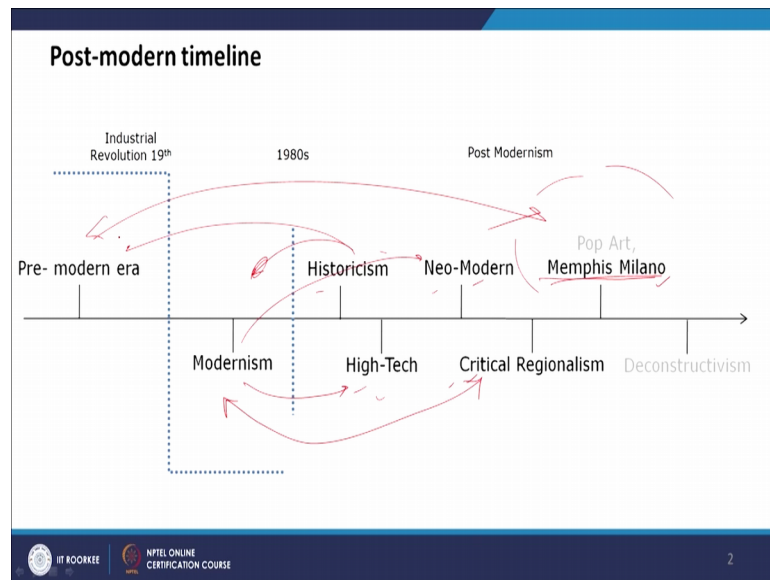 Post-modern timeline
Industrial
Revolution 19th
1980s
Post Modernism
Pop Art,
Pre- modern era
Historicism
Neo-Modern
Memphis Milano
Modernism
High-Tech
Critical Regionalism
Deconstructivism
IIT ROORKEE
NPTEL ONLINE
CERTIFICATION COURSE
2